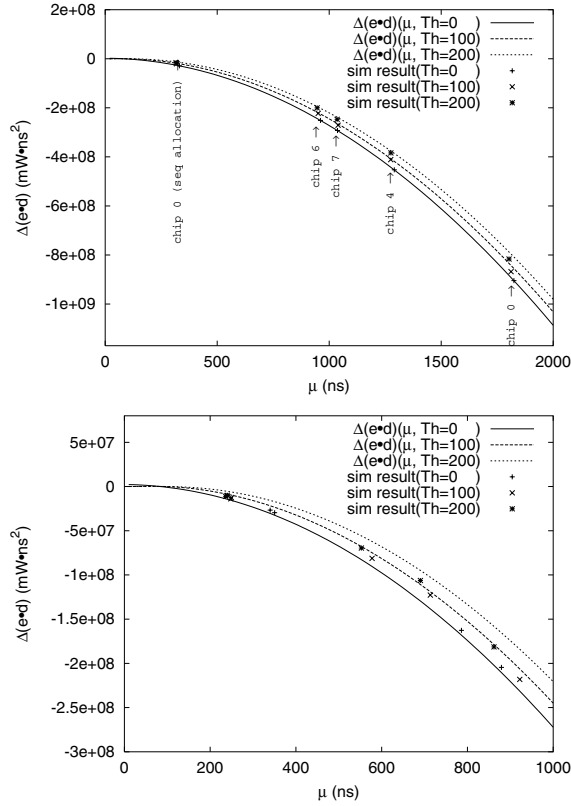 2e+08
0
-2e+08
-4e+08
-6e+08
-8e+08
-1e+09
Δ(e•d) (mW•ns²)
Δ(e•d)(μ, Th=0 )
Δ(e•d)(μ, Th=100)
Δ(e•d)(μ, Th=200)
sim result(Th=0 )
sim result(Th=100)
sim result(Th=200)
chip 0 (seq allocation)
chip 6
chip 7
chip 4
chip 0
0 500 1000 1500 2000
μ (ns)
5e+07
0
-5e+07
-1e+08
-1.5e+08
-2e+08
-2.5e+08
-3e+08
Δ(e•d) (mW•ns²)
Δ(e•d)(μ, Th=0 )
Δ(e•d)(μ, Th=100)
Δ(e•d)(μ, Th=200)
sim result(Th=0 )
sim result(Th=100)
sim result(Th=200)
0 200 400 600 800 1000
μ (ns)